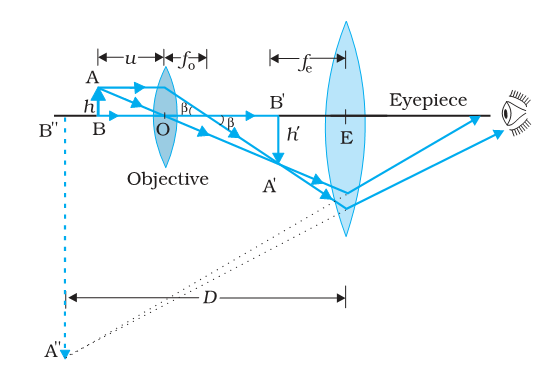 u fₒ fₑ
A B' Eyepiece
h β β
B'' B O h' E
Objective A'
D
A''